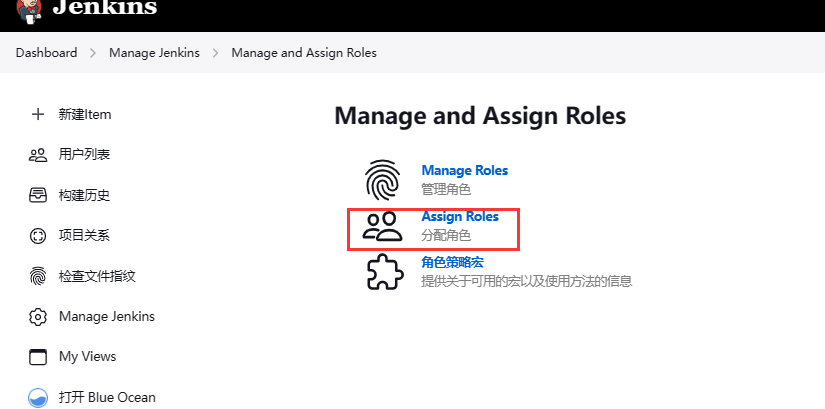 Jenkins
Dashboard > Manage Jenkins > Manage and Assign Roles
新建Item
用户列表
构建历史
项目关系
检查文件指纹
Manage Jenkins
My Views
打开 Blue Ocean
Manage and Assign Roles
Manage Roles
管理角色
Assign Roles
分配角色
角色策略宏
提供关于可用的宏以及使用方法的信息